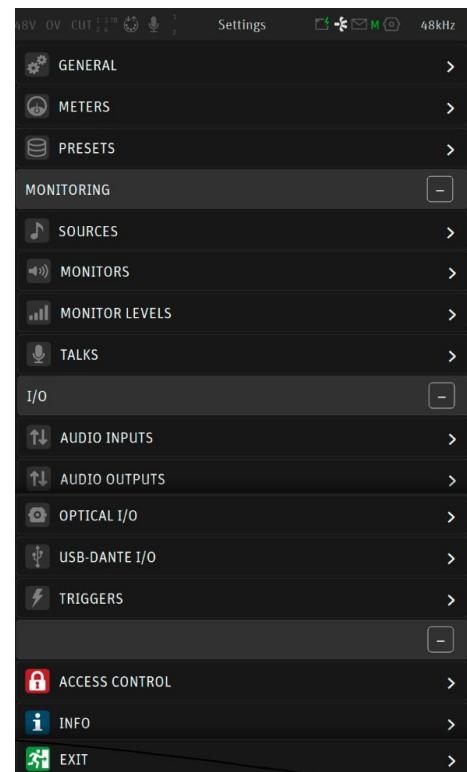 48V OV CUT Settings M 48kHz
GENERAL
METERS
PRESETS
MONITORING
SOURCES
MONITORS
MONITOR LEVELS
TALKS
I/O
AUDIO INPUTS
AUDIO OUTPUTS
OPTICAL I/O
USB-DANTE I/O
TRIGGERS
ACCESS CONTROL
INFO
EXIT